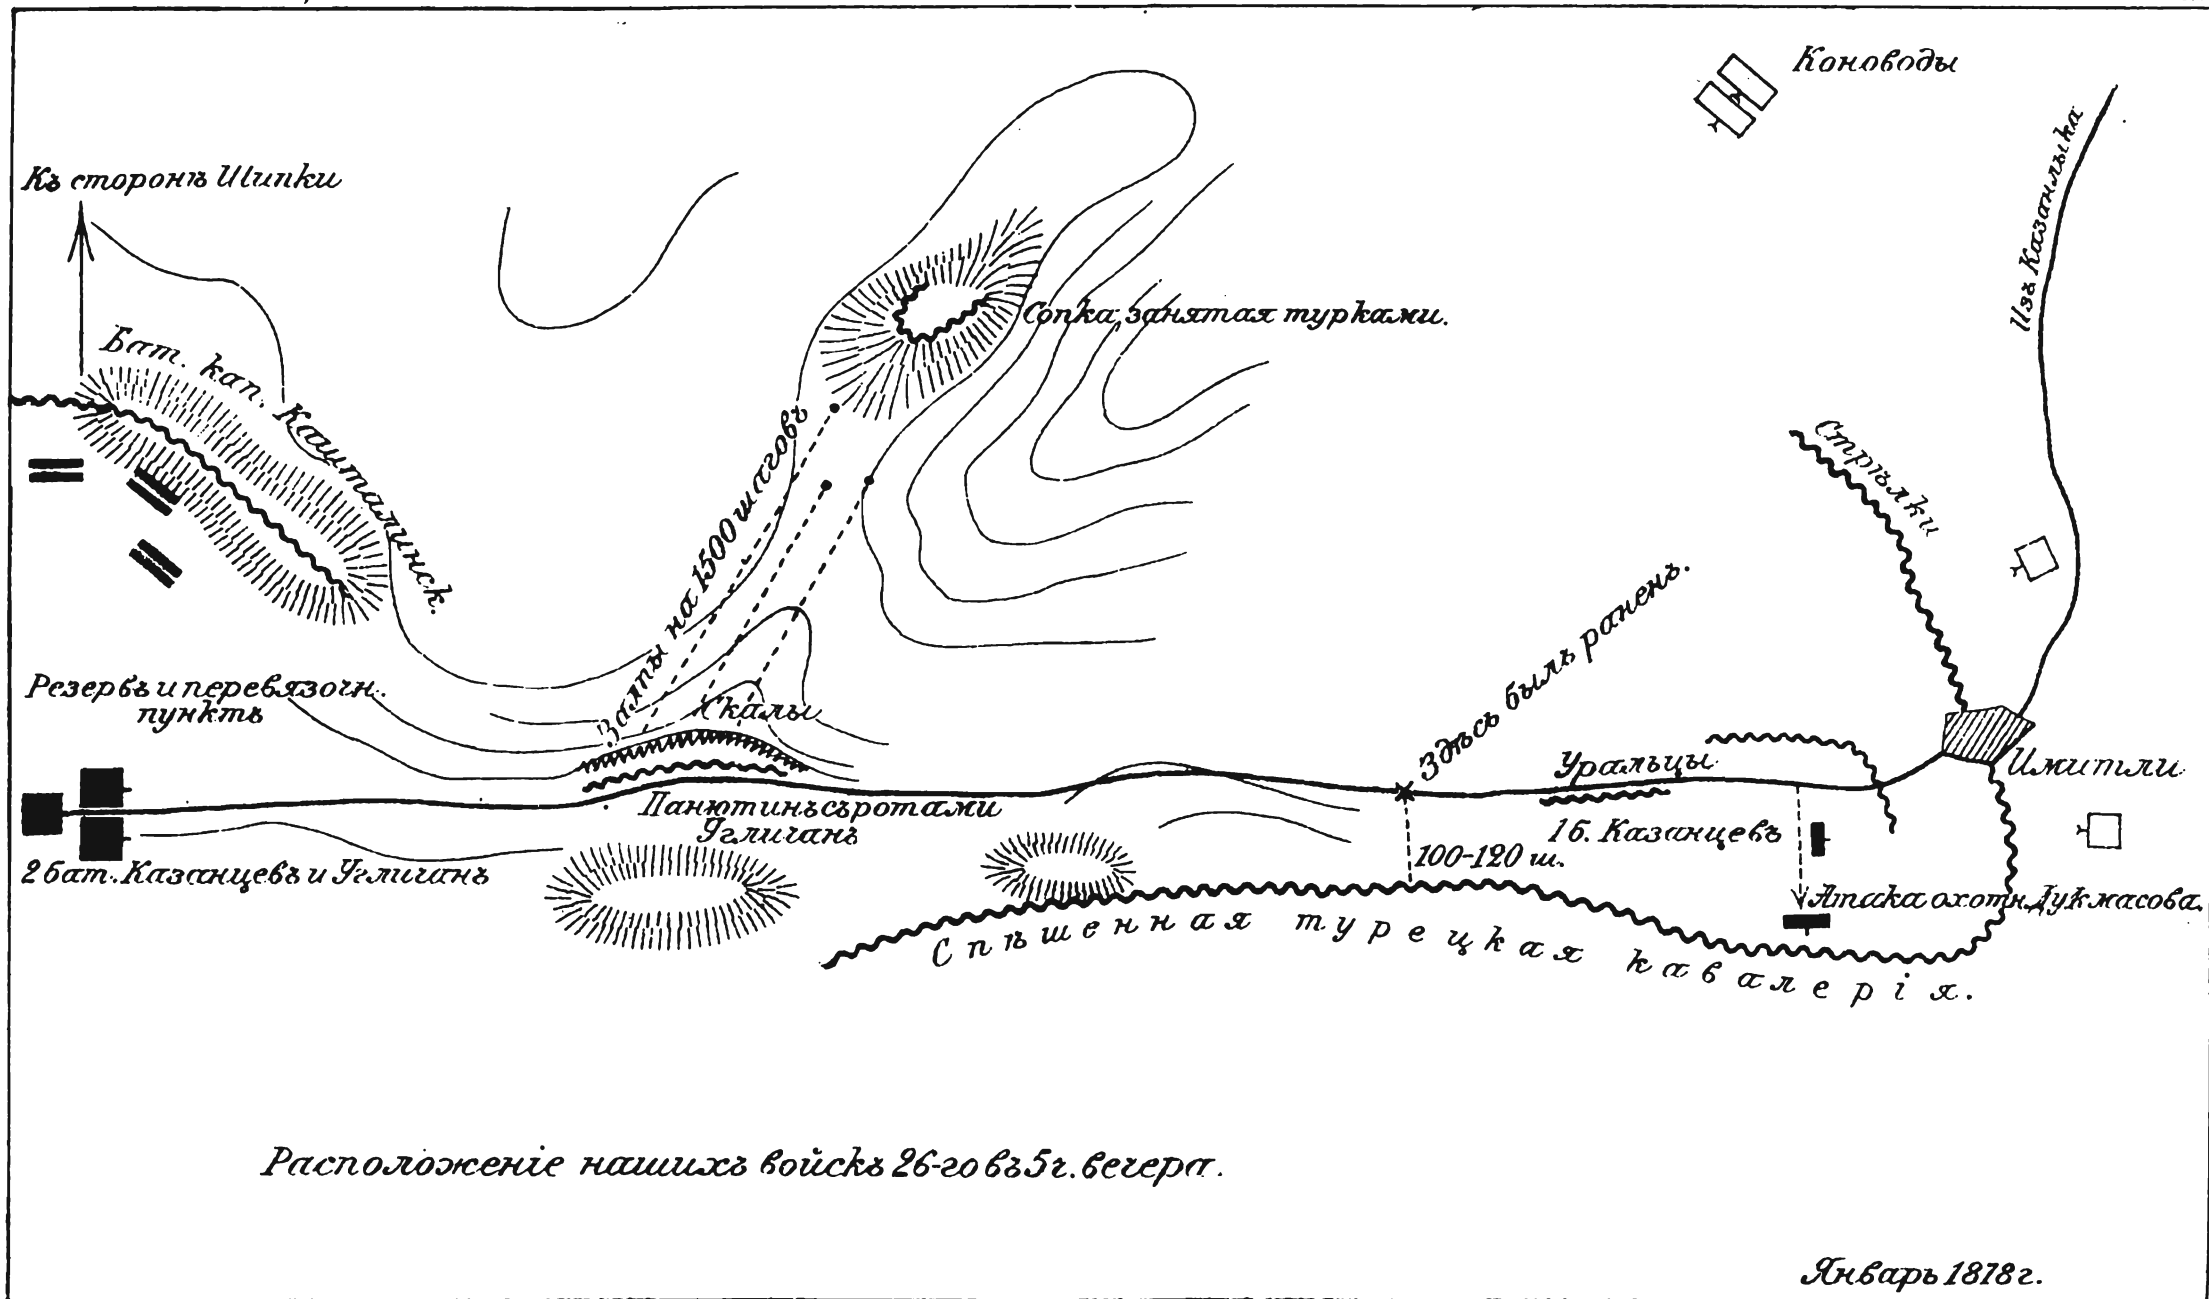 Коноводы
Къ сторонѣ Шипки
Изъ Казанлыка
Сопка, занятая турками.
Бат. кап. Кашталинск.
Залпы на 1500 шаговъ
Стрѣлки
Здѣсь былъ раненъ.
Резервъ и перевязочн.
пунктъ
Скалы
Уральцы
Имитли
Панютинъ съ ротами
Угличанъ
1 б. Казанцевъ
100-120 ш.
2 бат. Казанцевъ и Угличанъ
Атака охотн. Дукмасова.
Спѣшенная турецкая кавалерія.
Расположеніе нашихъ войскъ 26-го въ 5 ч. вечера.
Январь 1878 г.